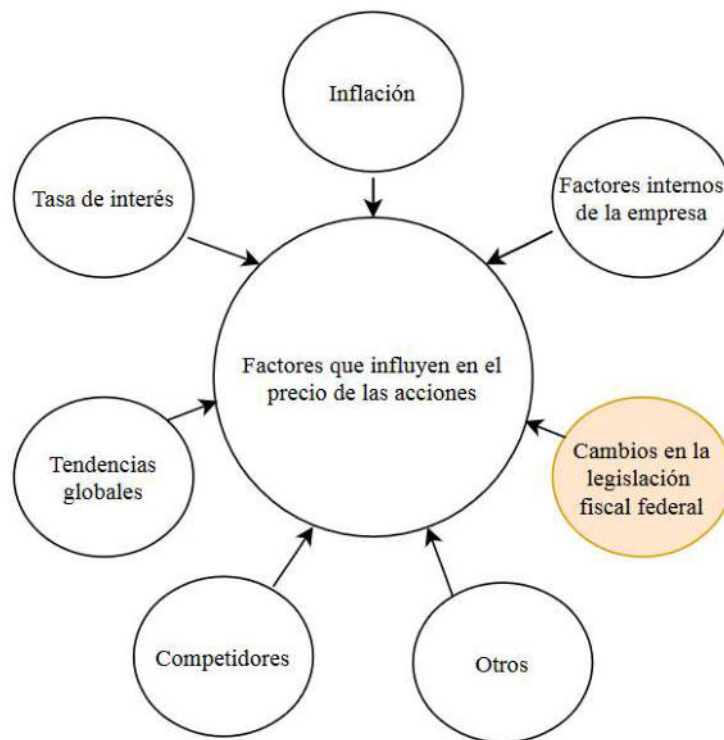 Inflación
Tasa de interés
Factores internos
de la empresa
Factores que influyen en el
precio de las acciones
Tendencias
globales
Cambios en la
legislación
fiscal federal
Competidores
Otros